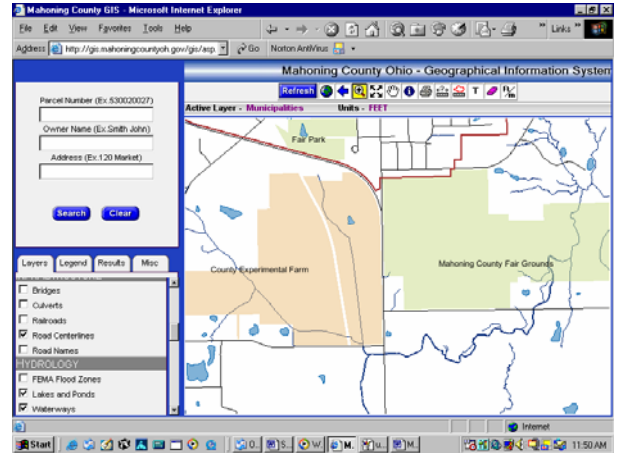 Mahoning County GIS - Microsoft Internet Explorer
File Edit View Favorites Tools Help
Links
Address http://gis.mahoningcountyoh.gov/gis/asp. Go Norton AntiVirus
Mahoning County Ohio - Geographical Information System
Refresh
Active Layer - Municipalities Units - FEET
Parcel Number (Ex.530020027)
Owner Name (Ex.Smith John)
Address (Ex.120 Market)
Search Clear
Layers Legend Results Misc
Bridges
Culverts
Railroads
Road Centerlines
Road Names
HYDROLOGY
FEMA Flood Zones
Lakes and Ponds
Waterways
Fair Park
County Experimental Farm
Mahoning County Fair Grounds
Internet
Start 11:50 AM